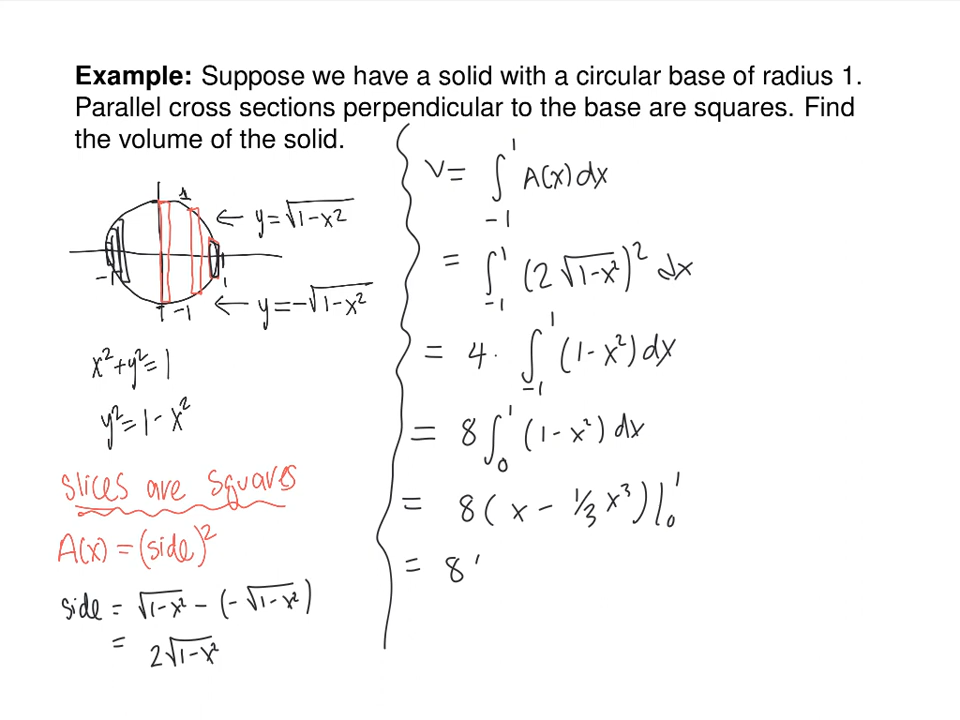 Example: Suppose we have a solid with a circular base of radius 1.
Parallel cross sections perpendicular to the base are squares. Find
the volume of the solid.
1
← y=√(1-x²)
-1
1
-1
← y=-√(1-x²)
x²+y²=1
y²=1-x²
Slices are squares
A(x) = (side)²
side = √(1-x²) - (-√(1-x²))
= 2√(1-x²)
V= ∫_{-1}^{1} A(x)dx
= ∫_{-1}^{1} (2√(1-x²))² dx
= 4· ∫_{-1}^{1} (1-x²)dx
= 8∫_{0}^{1} (1-x²) dx
= 8( x - ⅓ x³)|_{0}^{1}
= 8